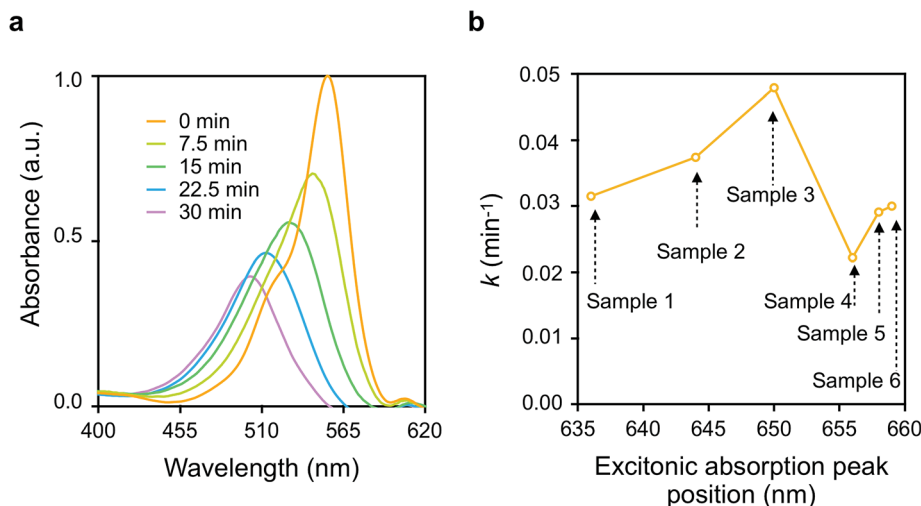 a
Absorbance (a.u.)
1.0
0.5
0.0
0 min
7.5 min
15 min
22.5 min
30 min
400
455
510
565
620
Wavelength (nm)
b
k (min⁻¹)
0.05
0.04
0.03
0.02
0.01
0.00
Sample 1
Sample 2
Sample 3
Sample 4
Sample 5
Sample 6
635
640
645
650
655
660
Excitonic absorption peak
position (nm)